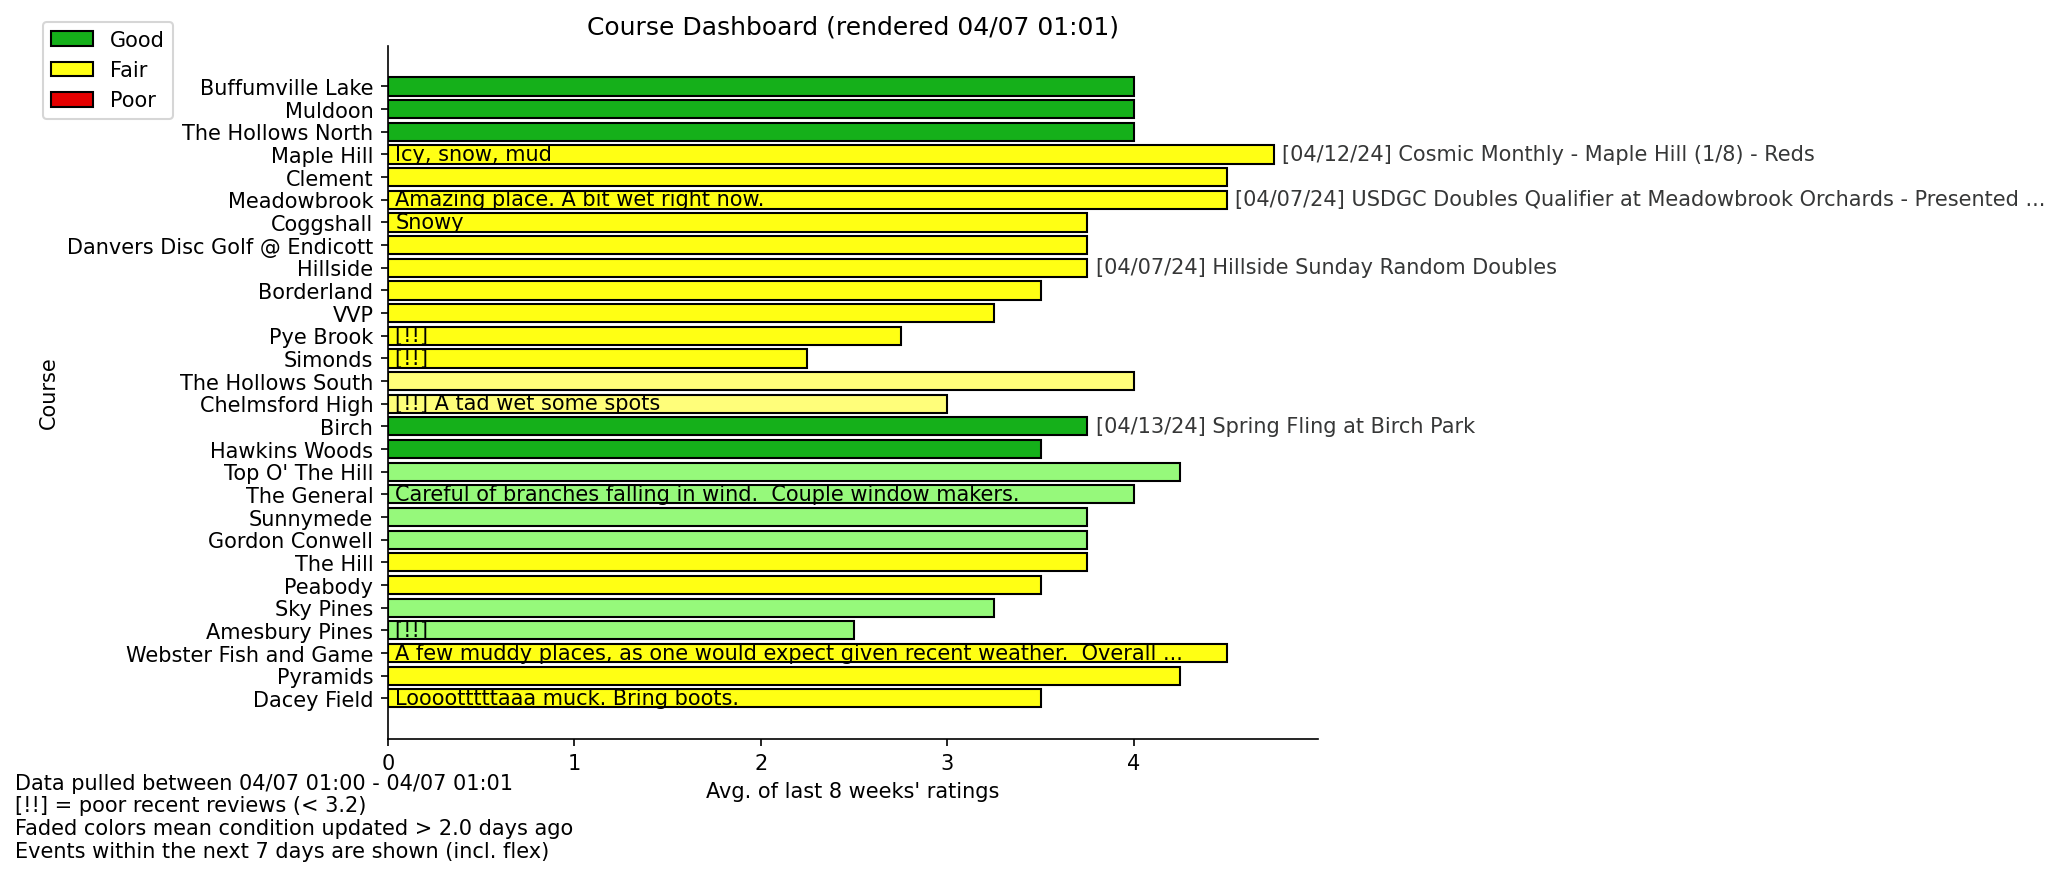 Course Dashboard (rendered 04/07 01:01)
Good
Fair
Poor
Course
Buffumville Lake
Muldoon
The Hollows North
Maple Hill Icy, snow, mud [04/12/24] Cosmic Monthly - Maple Hill (1/8) - Reds
Clement
Meadowbrook Amazing place. A bit wet right now. [04/07/24] USDGC Doubles Qualifier at Meadowbrook Orchards - Presented ...
Coggshall Snowy
Danvers Disc Golf @ Endicott
Hillside [04/07/24] Hillside Sunday Random Doubles
Borderland
VVP
Pye Brook [!!]
Simonds [!!]
The Hollows South
Chelmsford High [!!] A tad wet some spots
Birch [04/13/24] Spring Fling at Birch Park
Hawkins Woods
Top O' The Hill
The General Careful of branches falling in wind.  Couple window makers.
Sunnymede
Gordon Conwell
The Hill
Peabody
Sky Pines
Amesbury Pines [!!]
Webster Fish and Game A few muddy places, as one would expect given recent weather.  Overall ...
Pyramids
Dacey Field Loooottttttaaa muck. Bring boots.
0 1 2 3 4
Avg. of last 8 weeks' ratings
Data pulled between 04/07 01:00 - 04/07 01:01
[!!] = poor recent reviews (< 3.2)
Faded colors mean condition updated > 2.0 days ago
Events within the next 7 days are shown (incl. flex)